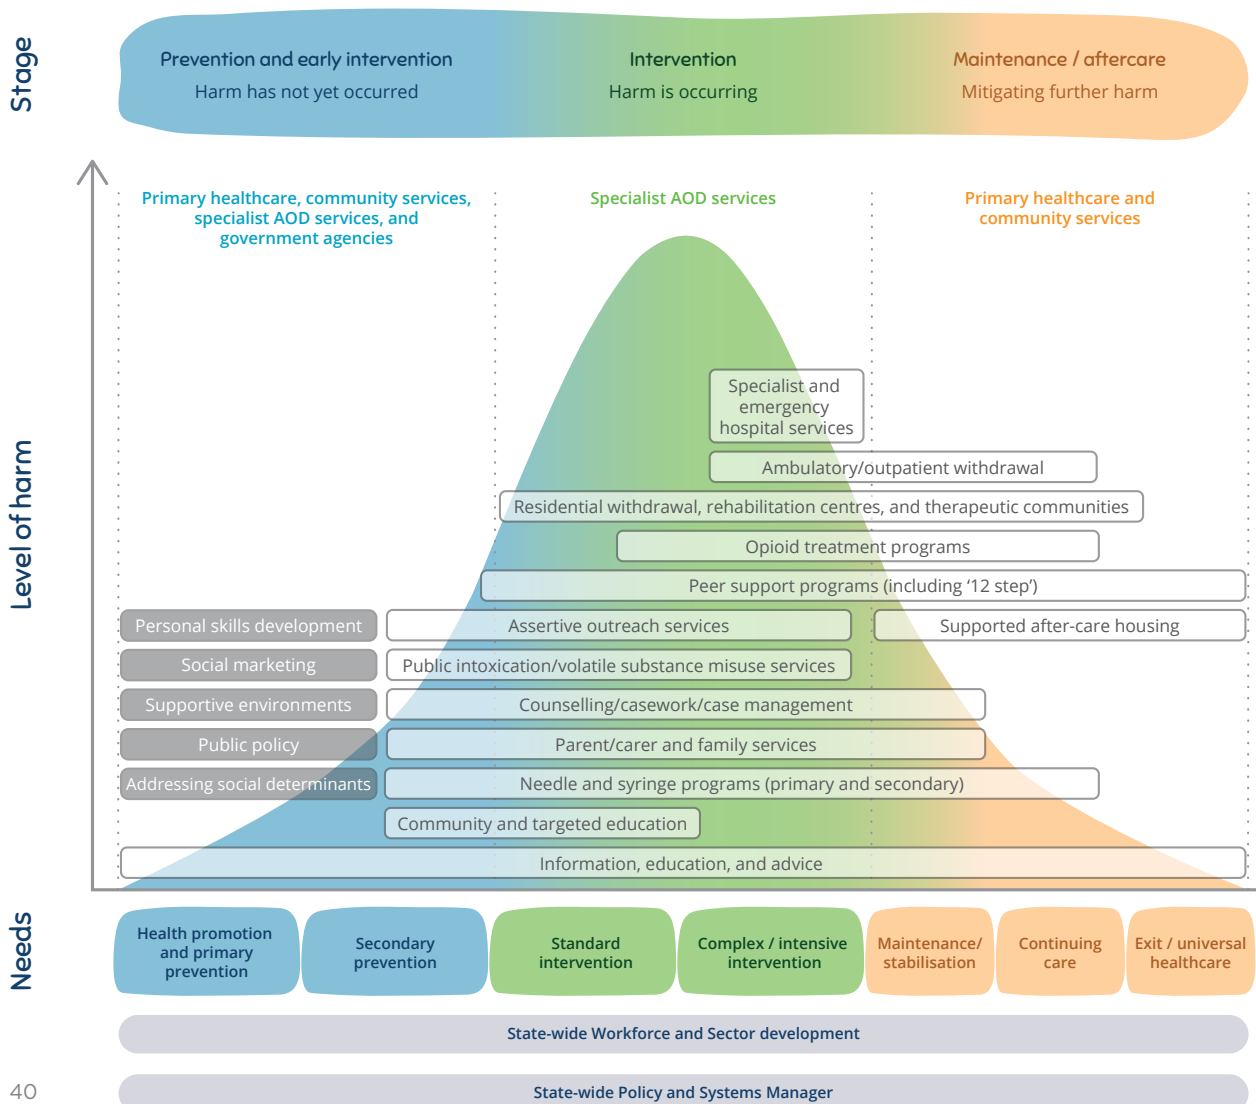 Stage
Prevention and early intervention
Harm has not yet occurred
Intervention
Harm is occurring
Maintenance / aftercare
Mitigating further harm
Level of harm
Primary healthcare, community services,
specialist AOD services, and
government agencies
Specialist AOD services
Primary healthcare and
community services
Specialist and
emergency
hospital services
Ambulatory/outpatient withdrawal
Residential withdrawal, rehabilitation centres, and therapeutic communities
Opioid treatment programs
Peer support programs (including ‘12 step’)
Personal skills development
Assertive outreach services
Supported after-care housing
Social marketing
Public intoxication/volatile substance misuse services
Supportive environments
Counselling/casework/case management
Public policy
Parent/carer and family services
Addressing social determinants
Needle and syringe programs (primary and secondary)
Community and targeted education
Information, education, and advice
Needs
Health promotion
and primary
prevention
Secondary
prevention
Standard
intervention
Complex / intensive
intervention
Maintenance/
stabilisation
Continuing
care
Exit / universal
healthcare
State-wide Workforce and Sector development
State-wide Policy and Systems Manager
40